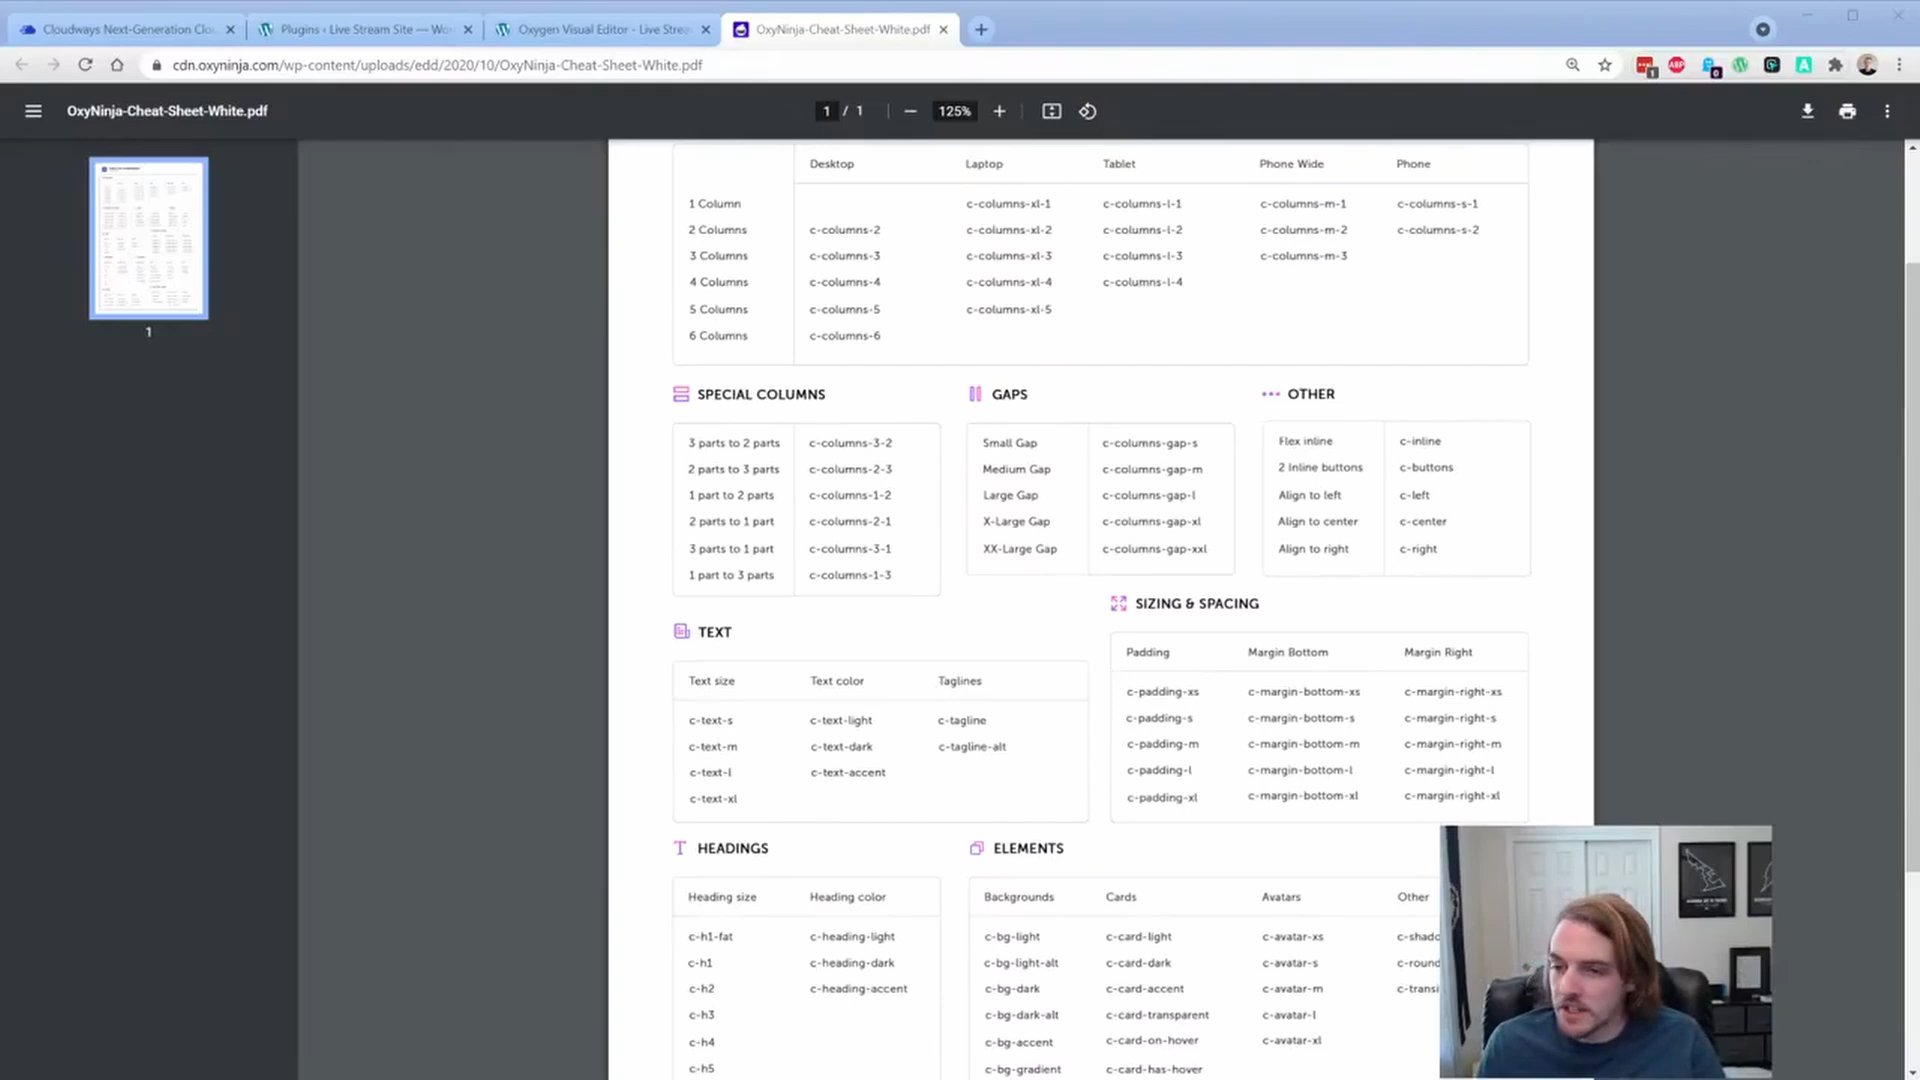 Cloudways Next-Generation Clo
Plugins ‹ Live Stream Site — Wo
Oxygen Visual Editor - Live Strea
OxyNinja-Cheat-Sheet-White.pdf
cdn.oxyninja.com/wp-content/uploads/edd/2020/10/OxyNinja-Cheat-Sheet-White.pdf
OxyNinja-Cheat-Sheet-White.pdf
1 / 1
125%
1
Desktop Laptop Tablet Phone Wide Phone
1 Column c-columns-xl-1 c-columns-l-1 c-columns-m-1 c-columns-s-1
2 Columns c-columns-2 c-columns-xl-2 c-columns-l-2 c-columns-m-2 c-columns-s-2
3 Columns c-columns-3 c-columns-xl-3 c-columns-l-3 c-columns-m-3
4 Columns c-columns-4 c-columns-xl-4 c-columns-l-4
5 Columns c-columns-5 c-columns-xl-5
6 Columns c-columns-6
SPECIAL COLUMNS
3 parts to 2 parts c-columns-3-2
2 parts to 3 parts c-columns-2-3
1 part to 2 parts c-columns-1-2
2 parts to 1 part c-columns-2-1
3 parts to 1 part c-columns-3-1
1 part to 3 parts c-columns-1-3
GAPS
Small Gap c-columns-gap-s
Medium Gap c-columns-gap-m
Large Gap c-columns-gap-l
X-Large Gap c-columns-gap-xl
XX-Large Gap c-columns-gap-xxl
OTHER
Flex inline c-inline
2 Inline buttons c-buttons
Align to left c-left
Align to center c-center
Align to right c-right
TEXT
Text size Text color Taglines
c-text-s c-text-light c-tagline
c-text-m c-text-dark c-tagline-alt
c-text-l c-text-accent
c-text-xl
SIZING & SPACING
Padding Margin Bottom Margin Right
c-padding-xs c-margin-bottom-xs c-margin-right-xs
c-padding-s c-margin-bottom-s c-margin-right-s
c-padding-m c-margin-bottom-m c-margin-right-m
c-padding-l c-margin-bottom-l c-margin-right-l
c-padding-xl c-margin-bottom-xl c-margin-right-xl
HEADINGS
Heading size Heading color
c-h1-fat c-heading-light
c-h1 c-heading-dark
c-h2 c-heading-accent
c-h3
c-h4
c-h5
ELEMENTS
Backgrounds Cards Avatars Other
c-bg-light c-card-light c-avatar-xs c-shado
c-bg-light-alt c-card-dark c-avatar-s c-round
c-bg-dark c-card-accent c-avatar-m c-transi
c-bg-dark-alt c-card-transparent c-avatar-l
c-bg-accent c-card-on-hover c-avatar-xl
c-bg-gradient c-card-has-hover